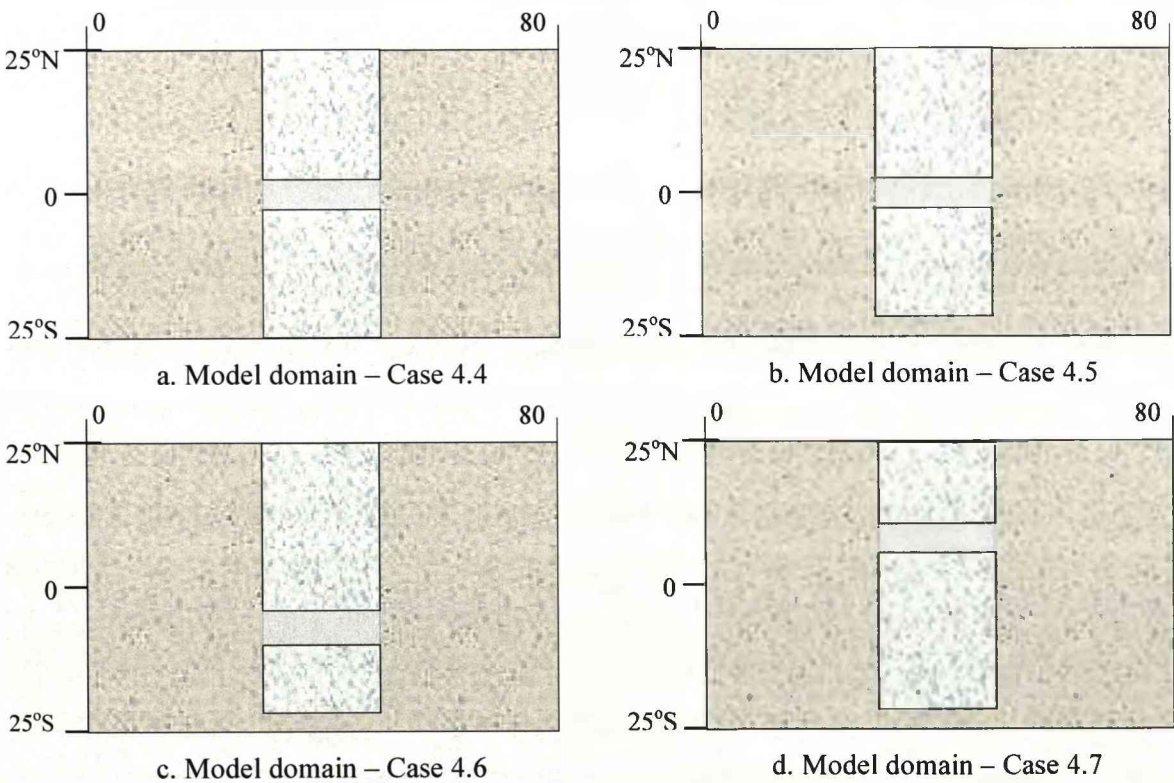 0 80
25°N
0
25°S
a. Model domain – Case 4.4
0 80
25°N
0
25°S
b. Model domain – Case 4.5
0 80
25°N
0
25°S
c. Model domain – Case 4.6
0 80
25°N
0
25°S
d. Model domain – Case 4.7